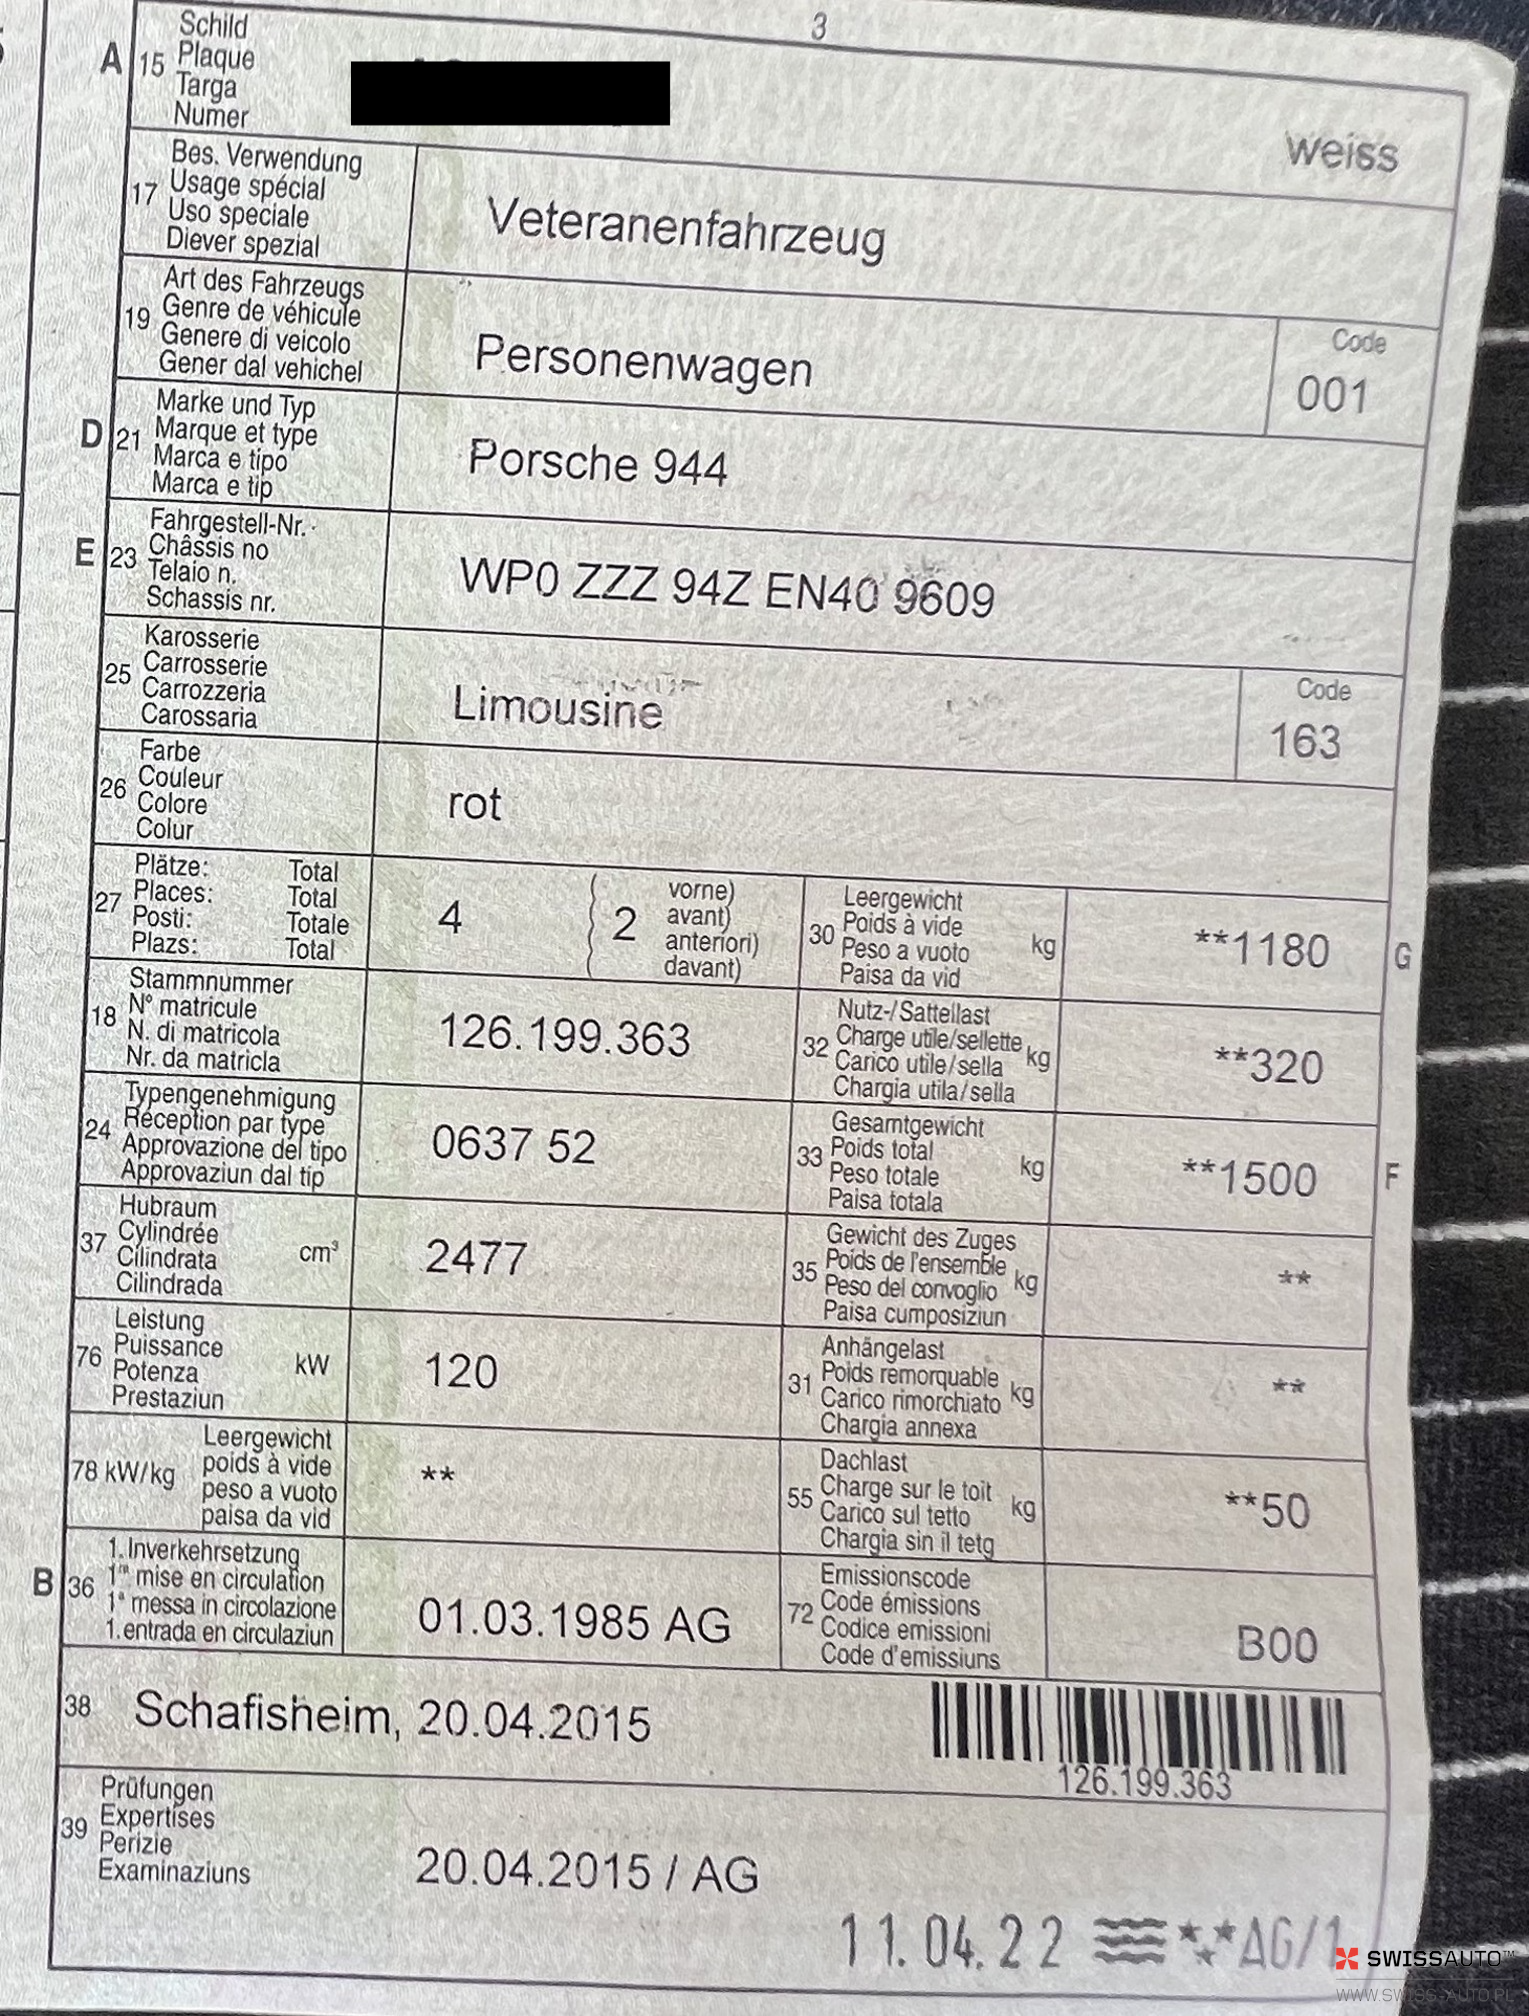 3
A 15 Schild
Plaque
Targa
Numer
weiss
17 Bes. Verwendung
Usage spécial
Uso speciale
Diever spezial
Veteranenfahrzeug
19 Art des Fahrzeugs
Genre de véhicule
Genere di veicolo
Gener dal vehichel
Personenwagen
Code
001
D 21 Marke und Typ
Marque et type
Marca e tipo
Marca e tip
Porsche 944
E 23 Fahrgestell-Nr.
Châssis no
Telaio n.
Schassis nr.
WP0 ZZZ 94Z EN40 9609
25 Karosserie
Carrosserie
Carrozzeria
Carossaria
Limousine
Code
163
26 Farbe
Couleur
Colore
Colur
rot
27 Plätze: Total
Places: Total
Posti: Totale
Plazs: Total
4
2
vorne)
avant)
anteriori)
davant)
30 Leergewicht
Poids à vide
Peso a vuoto
Paisa da vid
kg
**1180
G
18 Stammnummer
N° matricule
N. di matricola
Nr. da matricla
126.199.363
32 Nutz-/Sattellast
Charge utile/sellette
Carico utile/sella
Chargia utila/sella
kg
**320
24 Typengenehmigung
Réception par type
Approvazione del tipo
Approvaziun dal tip
0637 52
33 Gesamtgewicht
Poids total
Peso totale
Paisa totala
kg
**1500
F
37 Hubraum
Cylindrée
Cilindrata
Cilindrada
cm³
2477
35 Gewicht des Zuges
Poids de l'ensemble
Peso del convoglio
Paisa cumposiziun
kg
**
76 Leistung
Puissance
Potenza
Prestaziun
kW
120
31 Anhängelast
Poids remorquable
Carico rimorchiato
Chargia annexa
kg
**
78 kW/kg
Leergewicht
poids à vide
peso a vuoto
paisa da vid
**
55 Dachlast
Charge sur le toit
Carico sul tetto
Chargia sin il tetg
kg
**50
B 36 1. Inverkehrsetzung
1re mise en circulation
1a messa in circolazione
1. entrada en circulaziun
01.03.1985 AG
72 Emissionscode
Code émissions
Codice emissioni
Code d'emissiuns
B00
38 Schafisheim, 20.04.2015
126.199.363
39 Prüfungen
Expertises
Perizie
Examinaziuns
20.04.2015 / AG
11.04.22 **AG/1
SWISSAUTO™
WWW.SWISS-AUTO.PL